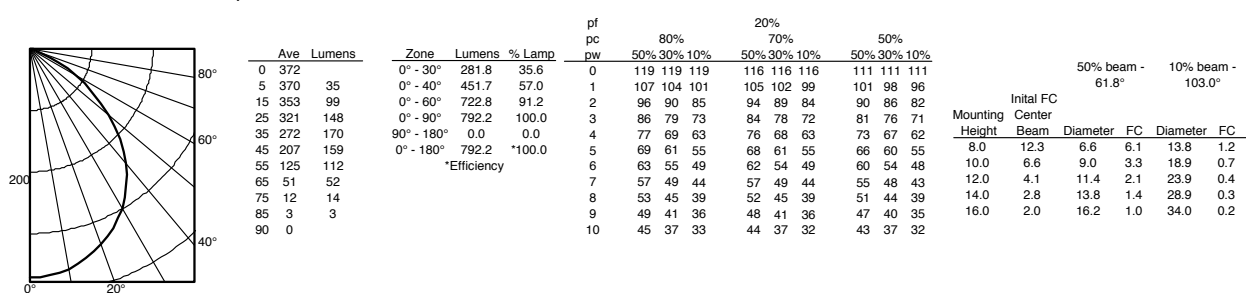 80°
60°
200
40°
0°
20°
Ave Lumens
0 372
5 370 35
15 353 99
25 321 148
35 272 170
45 207 159
55 125 112
65 51 52
75 12 14
85 3 3
90 0
Zone Lumens % Lamp
0° - 30° 281.8 35.6
0° - 40° 451.7 57.0
0° - 60° 722.8 91.2
0° - 90° 792.2 100.0
90° - 180° 0.0 0.0
0° - 180° 792.2 *100.0
*Efficiency
pf 20%
pc 80% 70% 50%
pw 50% 30% 10% 50% 30% 10% 50% 30% 10%
0 119 119 119 116 116 116 111 111 111
1 107 104 101 105 102 99 101 98 96
2 96 90 85 94 89 84 90 86 82
3 86 79 73 84 78 72 81 76 71
4 77 69 63 76 68 63 73 67 62
5 69 61 55 68 61 55 66 60 55
6 63 55 49 62 54 49 60 54 48
7 57 49 44 57 49 44 55 48 43
8 53 45 39 52 45 39 51 44 39
9 49 41 36 48 41 36 47 40 35
10 45 37 33 44 37 32 43 37 32
50% beam - 10% beam -
61.8° 103.0°
Inital FC
Mounting Center
Height Beam Diameter FC Diameter FC
8.0 12.3 6.6 6.1 13.8 1.2
10.0 6.6 9.0 3.3 18.9 0.7
12.0 4.1 11.4 2.1 23.9 0.4
14.0 2.8 13.8 1.4 28.9 0.3
16.0 2.0 16.2 1.0 34.0 0.2